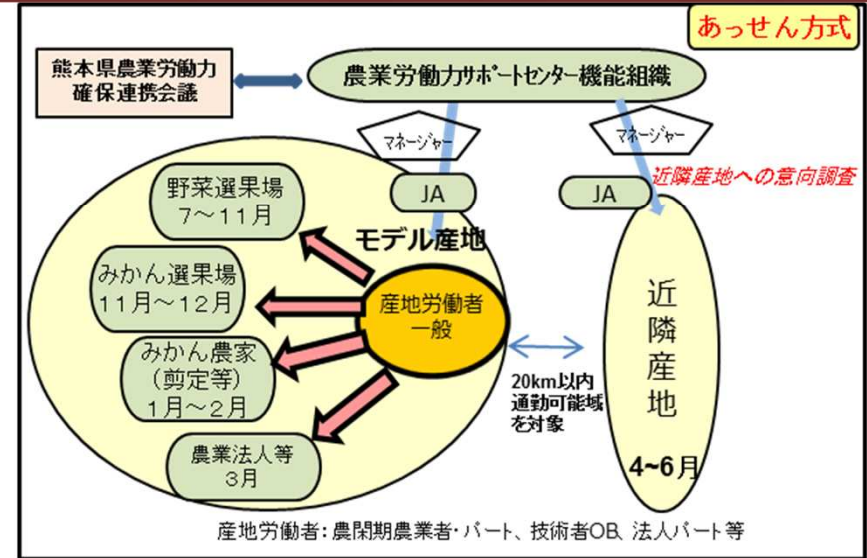 あっせん方式
熊本県農業労働力
確保連携会議
農業労働力サポートセンター機能組織
マネージャー
マネージャー
近隣産地への意向調査
JA
JA
モデル産地
野菜選果場
7～11月
みかん選果場
11月～12月
みかん農家
(剪定等)
1月～2月
農業法人等
3月
産地労働者
一般
20km以内
通勤可能域
を対象
近
隣
産
地
4~6月
産地労働者:農閑期農業者・パート、技術者OB、法人パート等